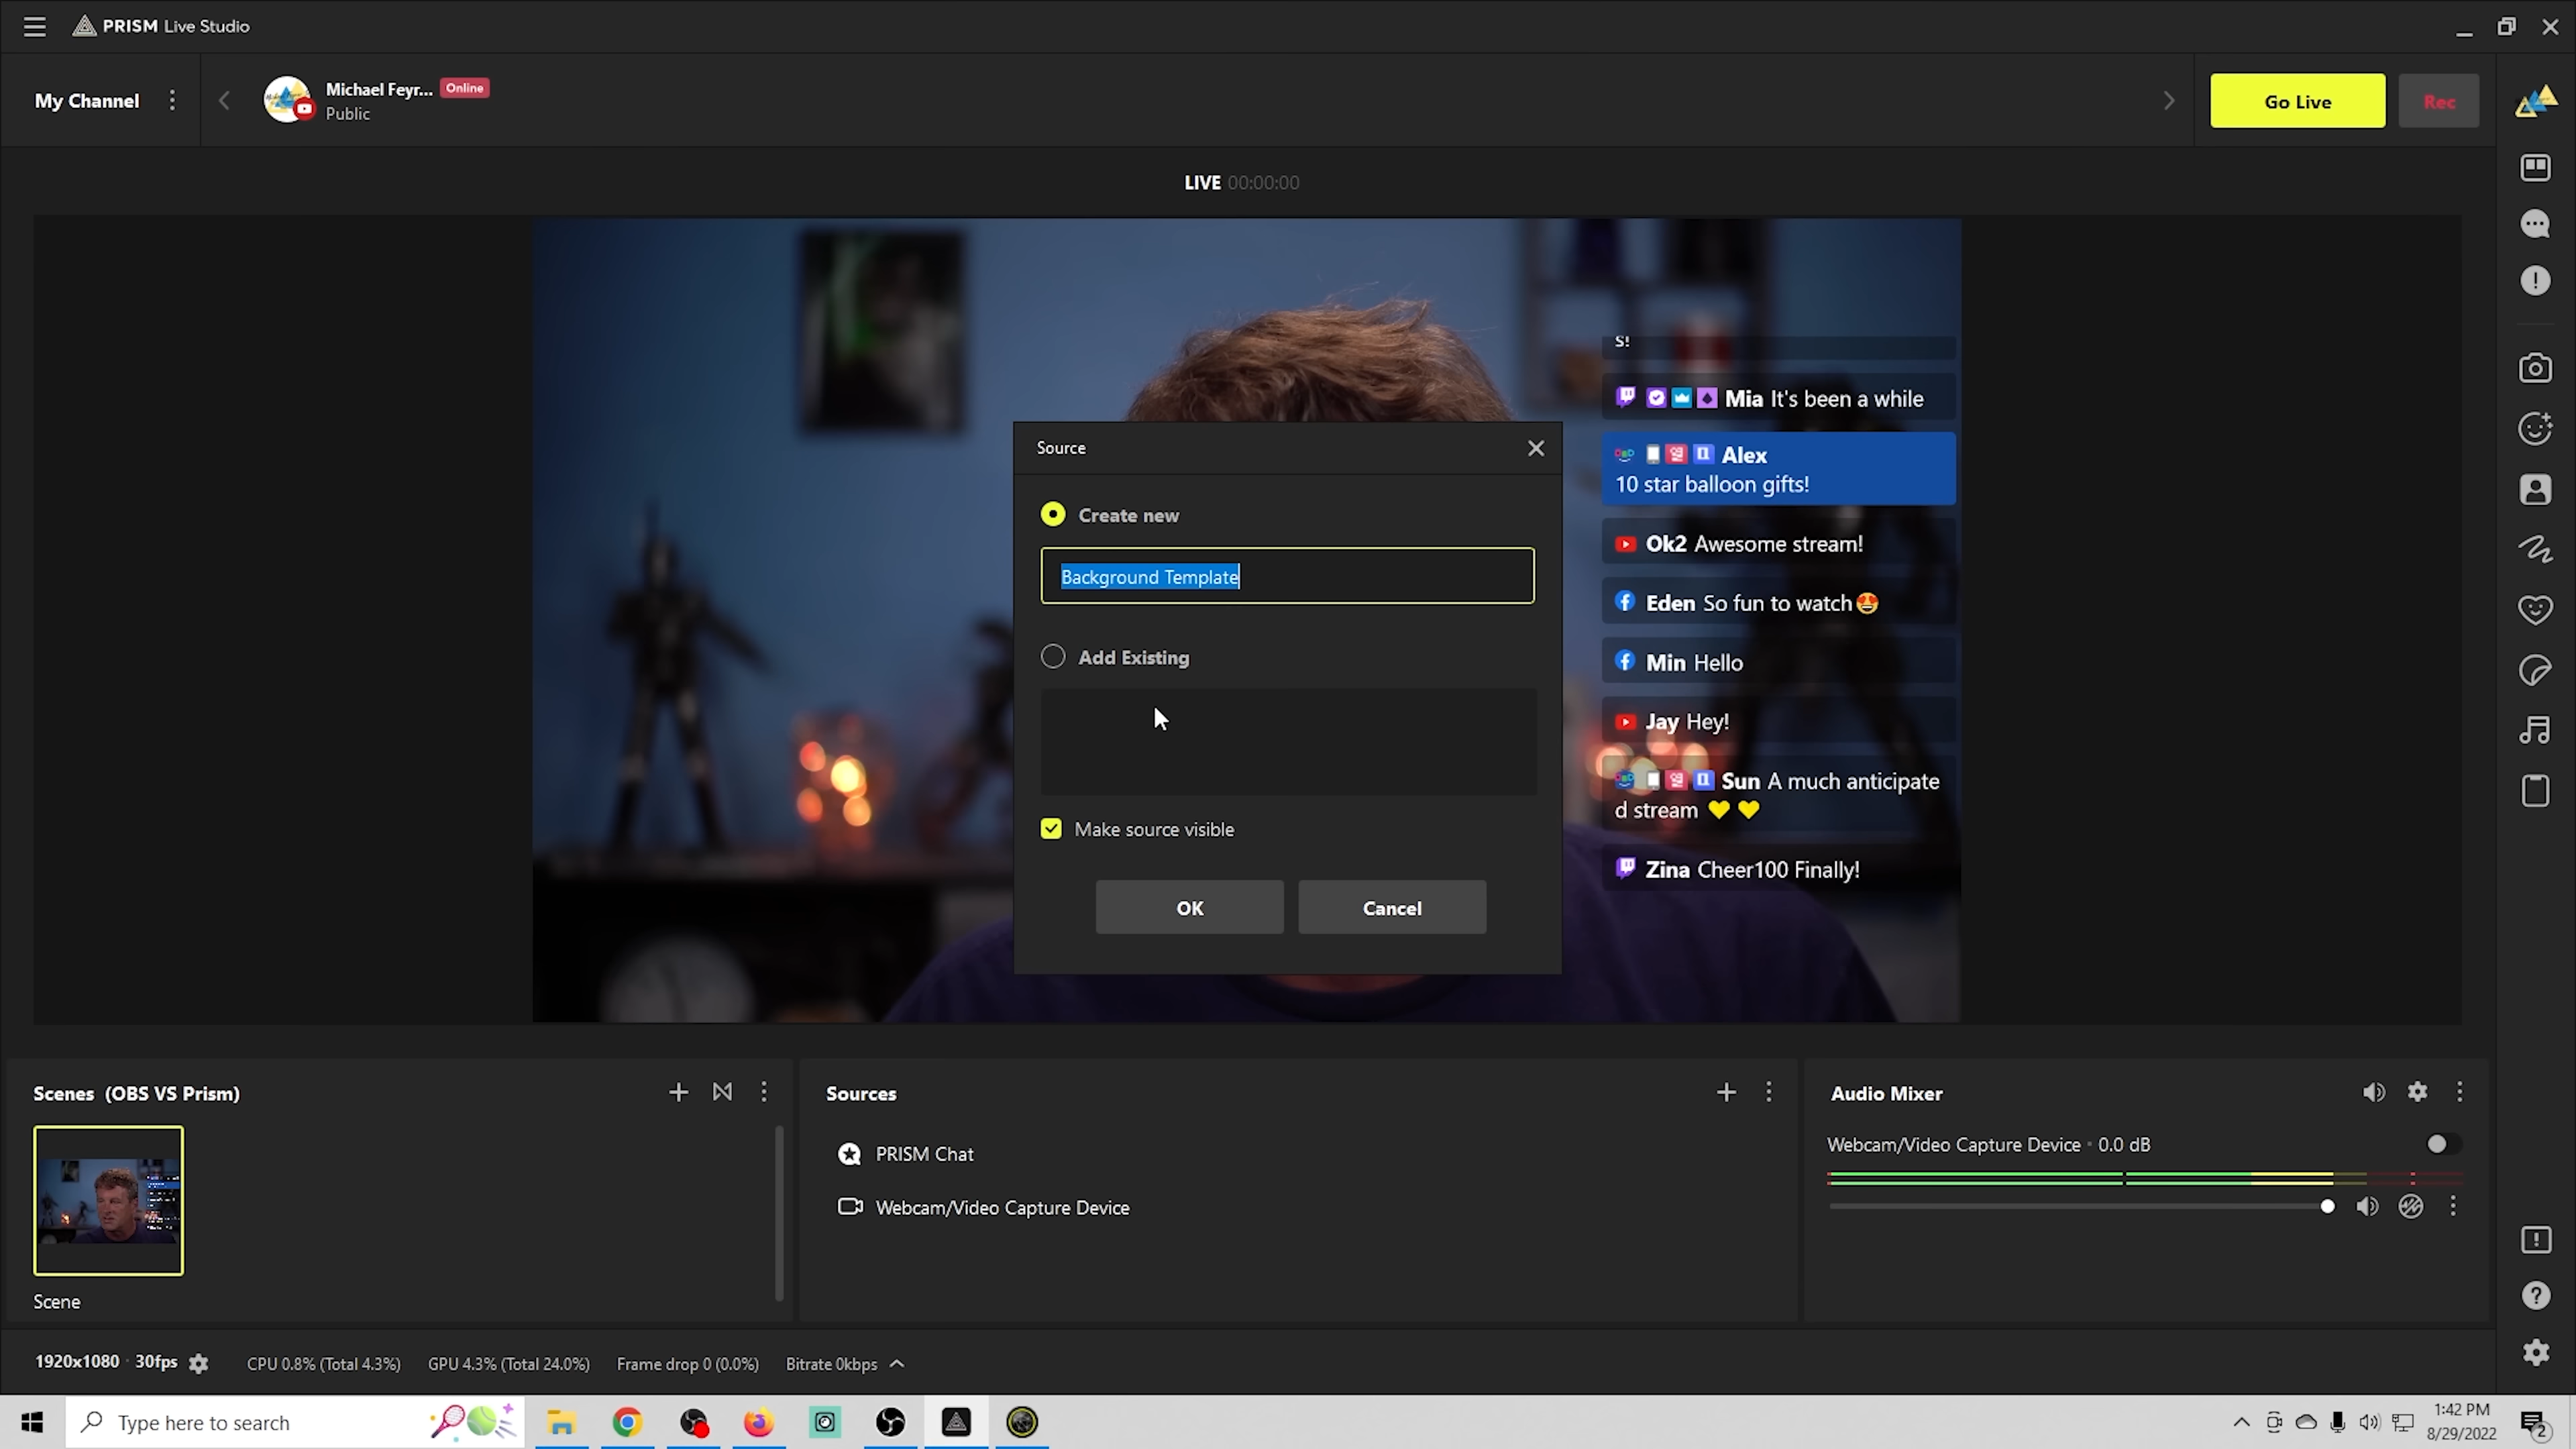 PRISM Live Studio
My Channel
Michael Feyr...
Online
Public
Go Live
Rec
LIVE 00:00:00
S!
Mia It's been a while
Alex
10 star balloon gifts!
Ok2 Awesome stream!
Eden So fun to watch😍
Min Hello
Jay Hey!
Sun A much anticipate
d stream 💛 💛
Zina Cheer100 Finally!
Source
Create new
Background Template
Add Existing
Make source visible
OK
Cancel
Scenes (OBS VS Prism)
Scene
Sources
PRISM Chat
Webcam/Video Capture Device
Audio Mixer
Webcam/Video Capture Device • 0.0 dB
1920x1080 · 30fps
CPU 0.8% (Total 4.3%)
GPU 4.3% (Total 24.0%)
Frame drop 0 (0.0%)
Bitrate 0kbps
Type here to search
1:42 PM
8/29/2022
2